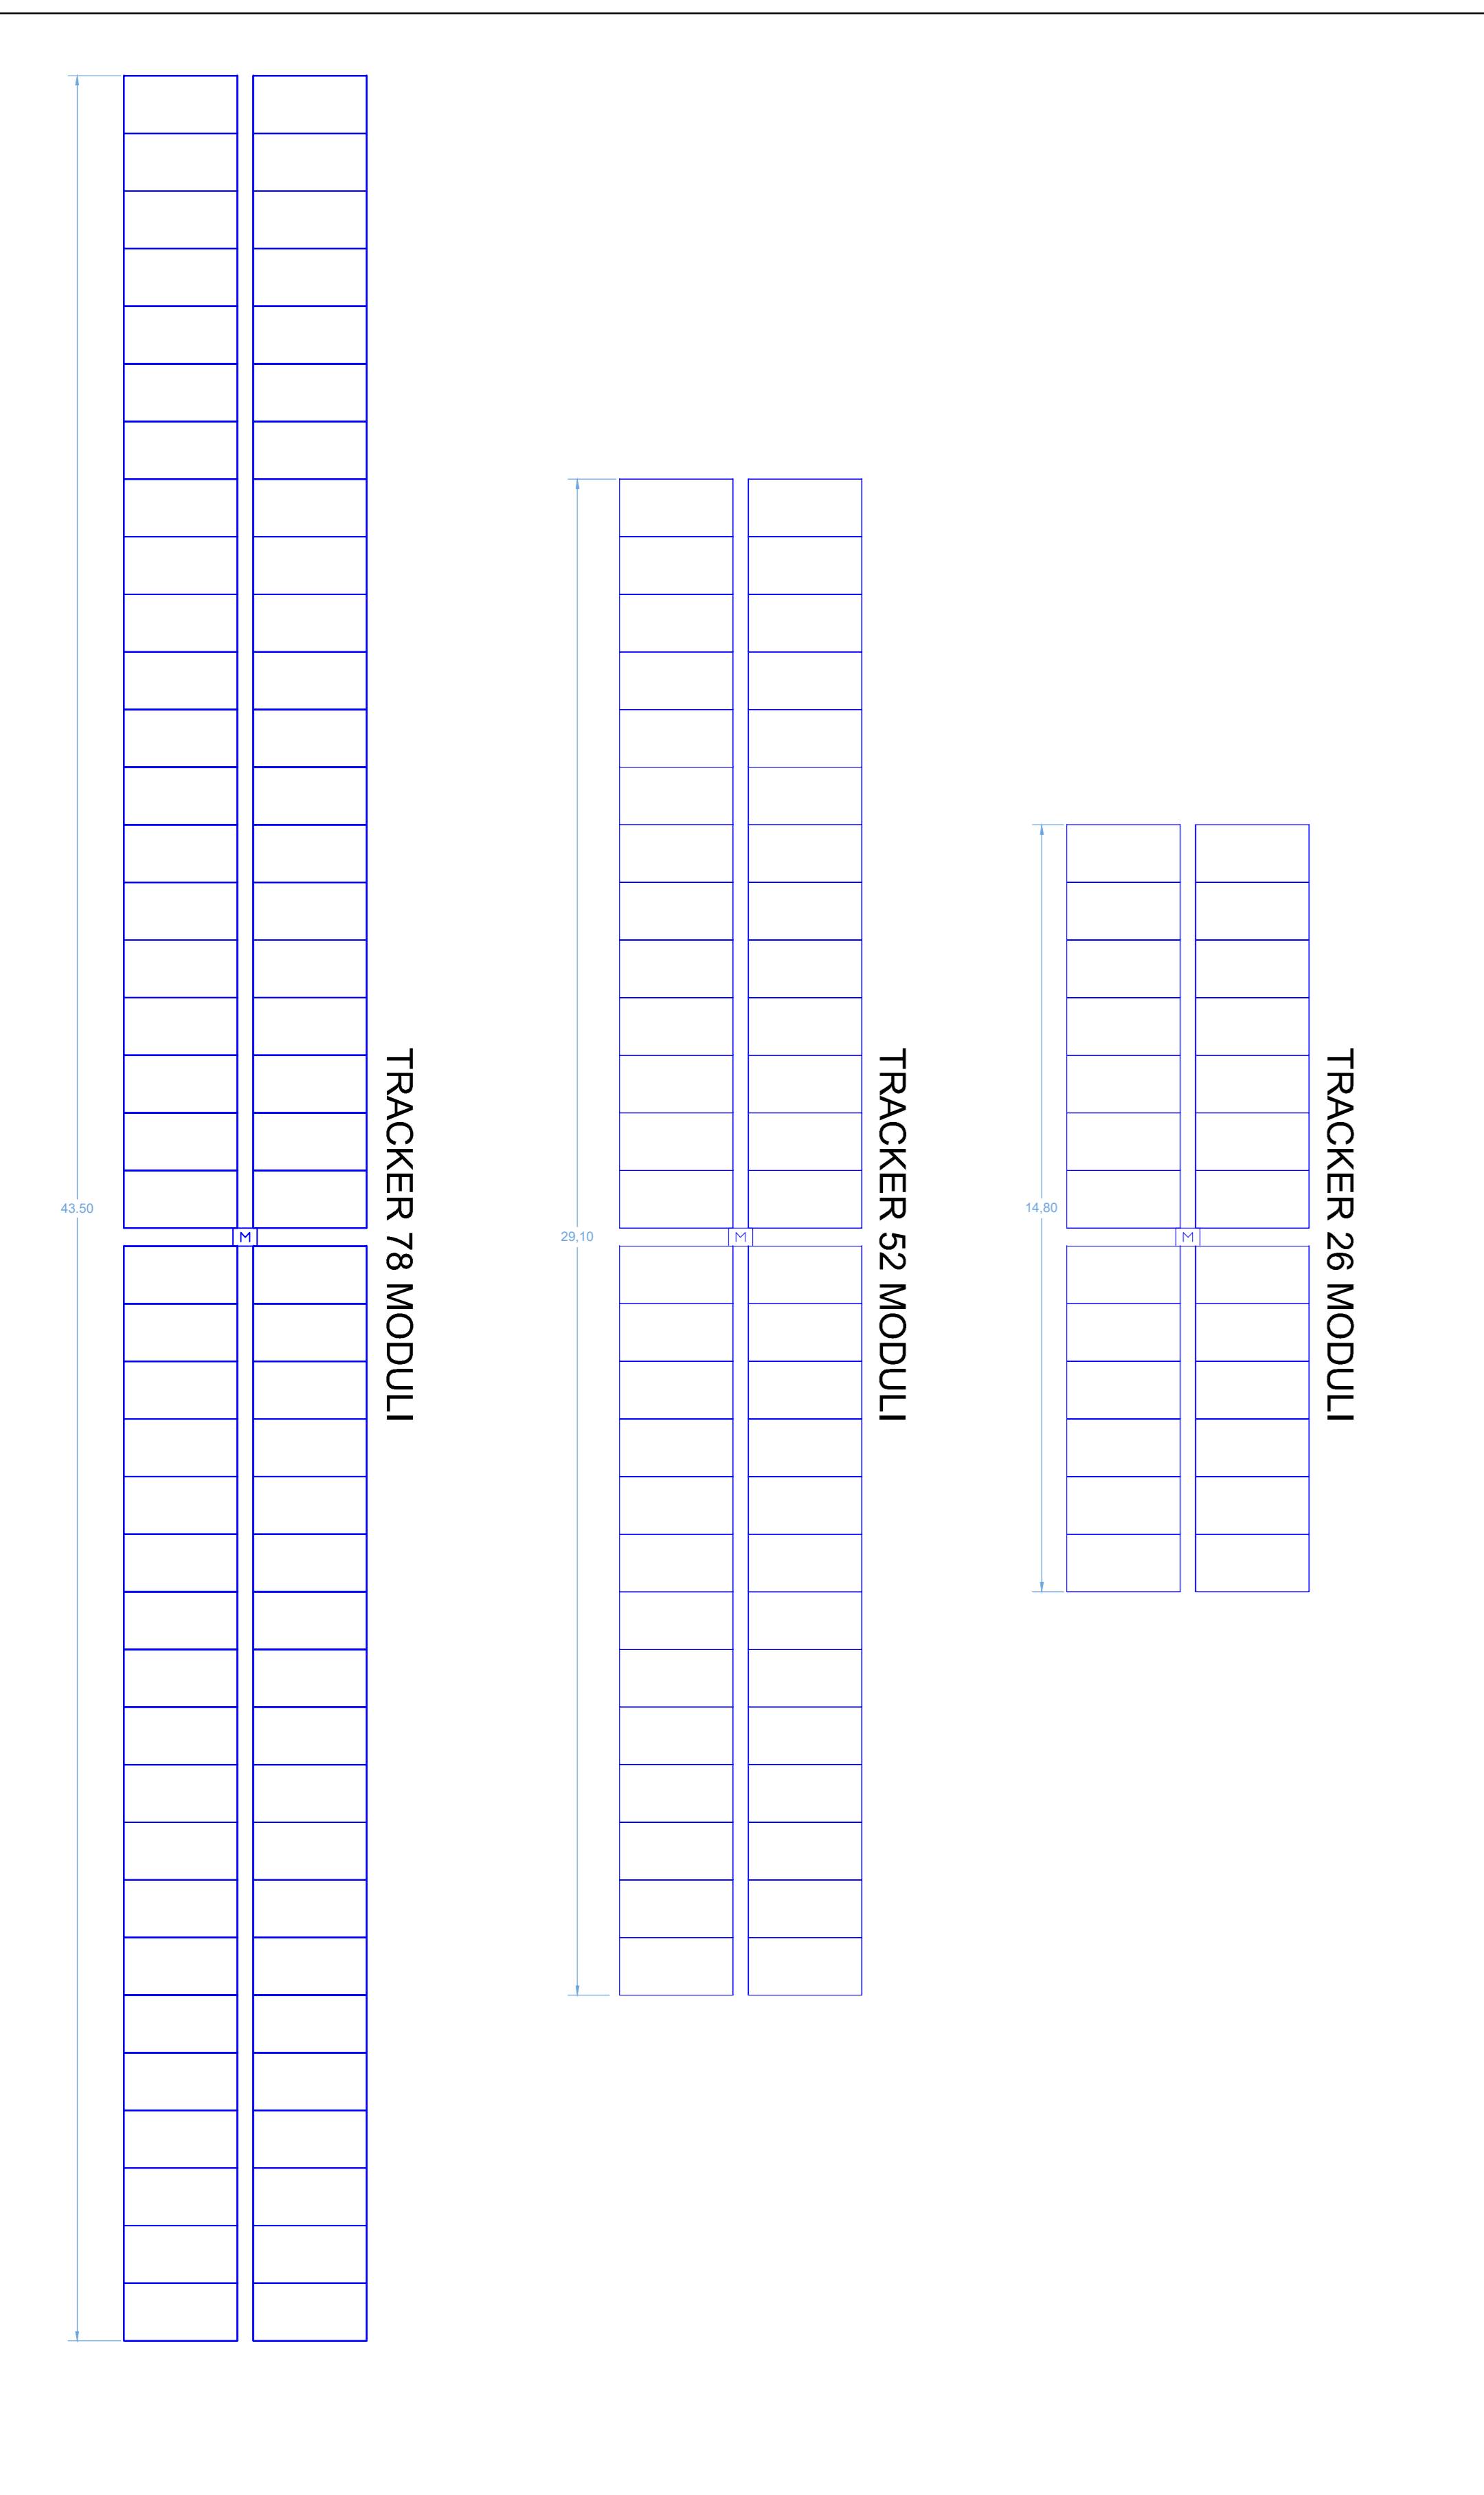 43.50
M
TRACKER 78 MODULI
29,10
M
TRACKER 52 MODULI
14,80
M
TRACKER 26 MODULI